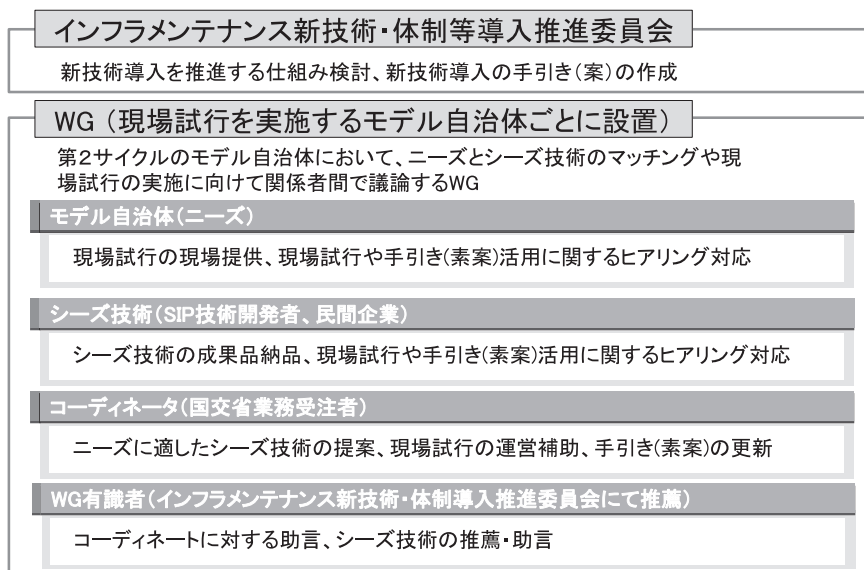 インフラメンテナンス新技術・体制等導入推進委員会
新技術導入を推進する仕組み検討、新技術導入の手引き(案)の作成
WG（現場試行を実施するモデル自治体ごとに設置）
第2サイクルのモデル自治体において、ニーズとシーズ技術のマッチングや現
場試行の実施に向けて関係者間で議論するWG
モデル自治体(ニーズ)
現場試行の現場提供、現場試行や手引き(素案)活用に関するヒアリング対応
シーズ技術(SIP技術開発者、民間企業)
シーズ技術の成果品納品、現場試行や手引き(素案)活用に関するヒアリング対応
コーディネータ(国交省業務受注者)
ニーズに適したシーズ技術の提案、現場試行の運営補助、手引き(素案)の更新
WG有識者(インフラメンテナンス新技術・体制導入推進委員会にて推薦)
コーディネートに対する助言、シーズ技術の推薦・助言